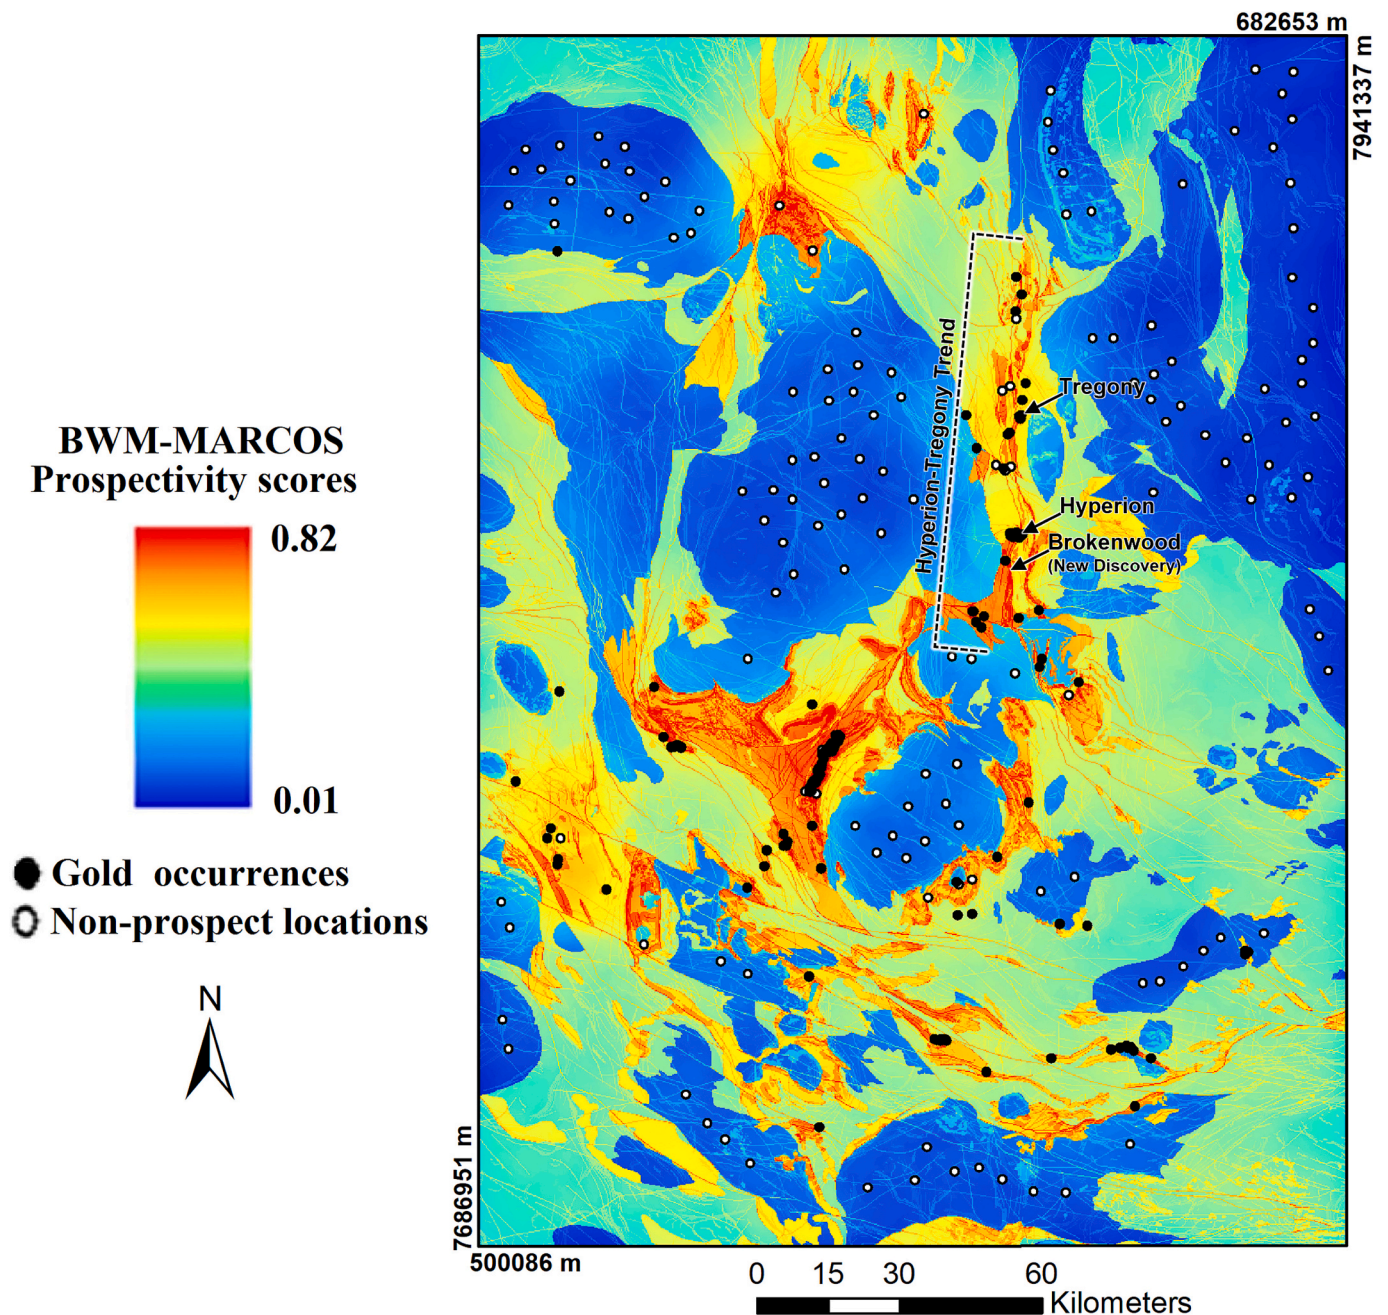 682653 m
7941337 m
Hyperion-Tregony Trend
Tregony
Hyperion
Brokenwood
(New Discovery)
BWM-MARCOS
Prospectivity scores
0.82
0.01
Gold occurrences
Non-prospect locations
N
7686951 m
500086 m
0 15 30 60
Kilometers